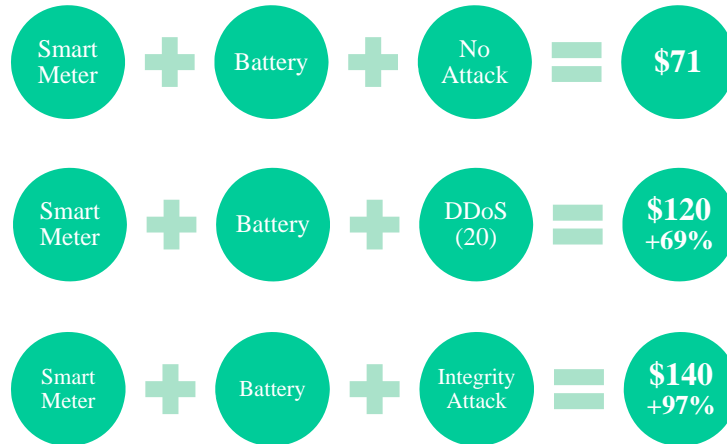 Smart
Meter
Battery
No
Attack
$71
Smart
Meter
Battery
DDoS
(20)
$120
+69%
Smart
Meter
Battery
Integrity
Attack
$140
+97%